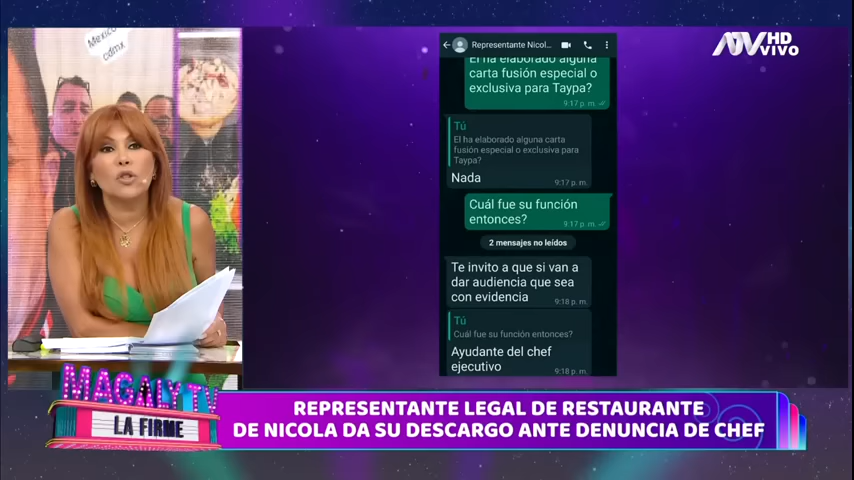 Mexico
cdmx
Representante Nicol...
El ha elaborado alguna
carta fusión especial o
exclusiva para Taypa?
9:17 p. m.
Tú
El ha elaborado alguna carta
fusión especial o exclusiva para
Taypa?
Nada
9:17 p. m.
Cuál fue su función
entonces?
9:17 p. m.
2 mensajes no leídos
Te invito a que si van a
dar audiencia que sea
con evidencia
9:18 p. m.
Tú
Cuál fue su función entonces?
Ayudante del chef
ejecutivo
9:18 p. m.
ATV HD
VIVO
MAGALY TV
LA FIRME
REPRESENTANTE LEGAL DE RESTAURANTE
DE NICOLA DA SU DESCARGO ANTE DENUNCIA DE CHEF